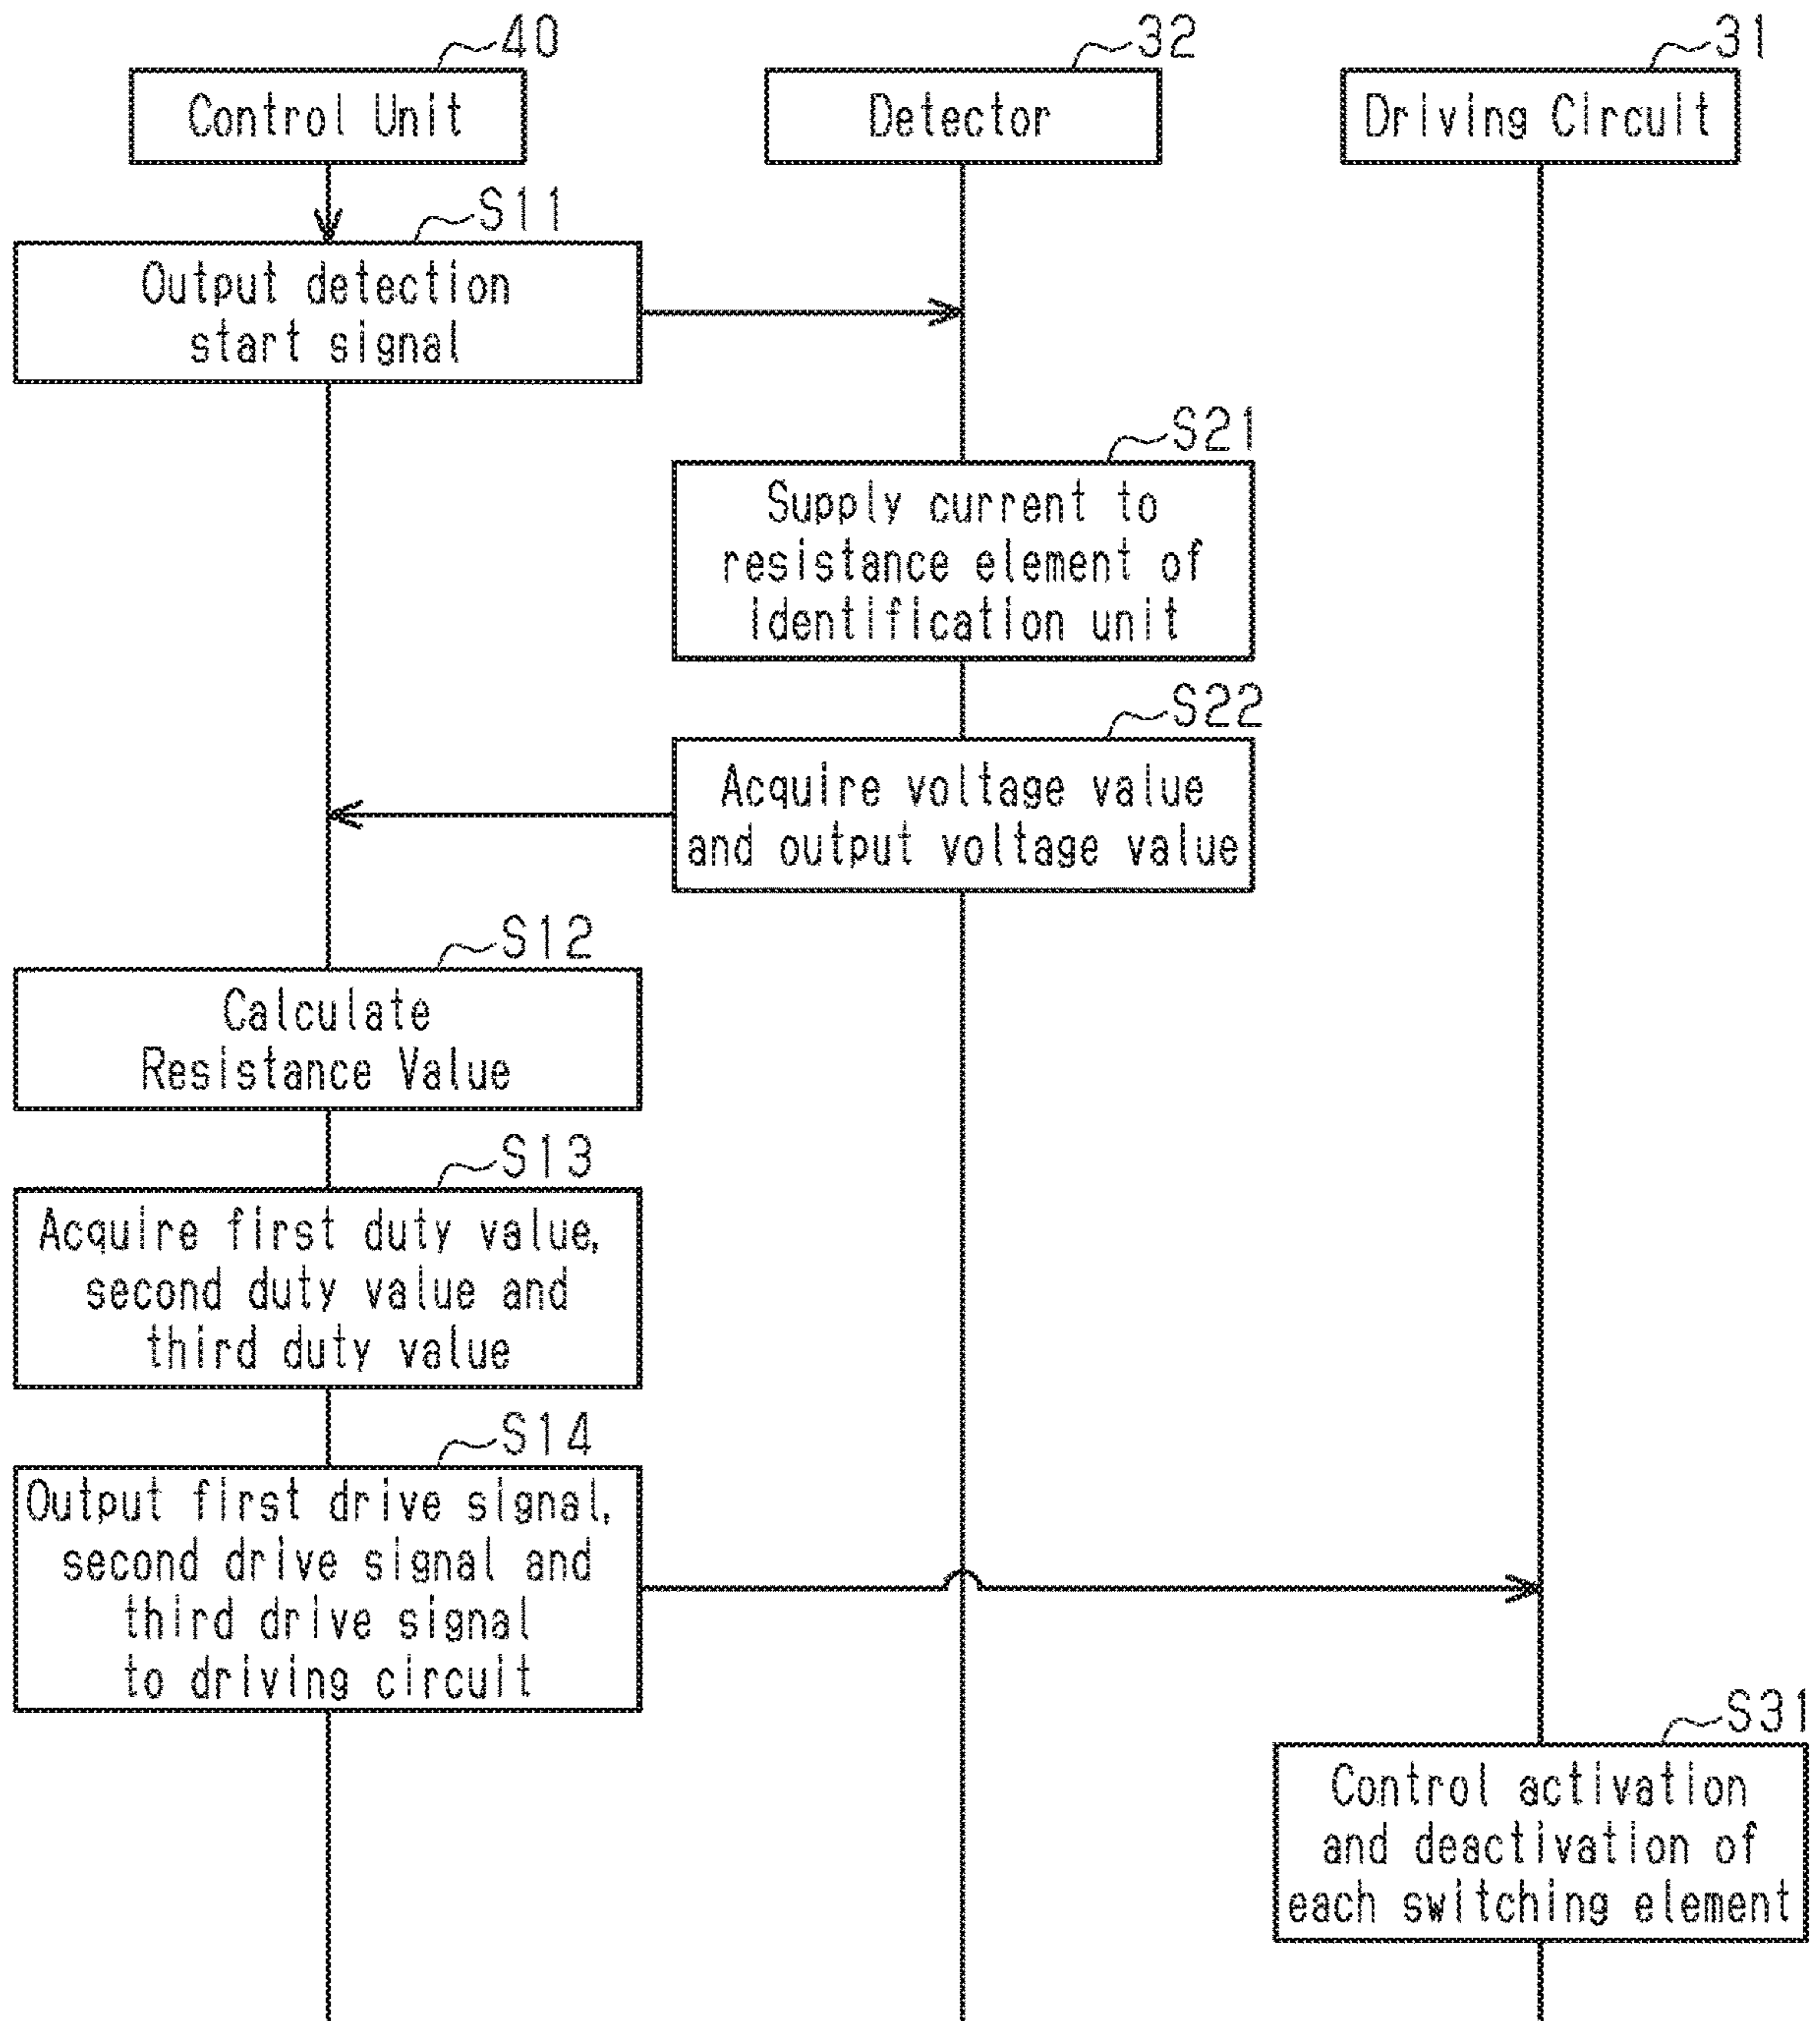 40
Control Unit
32
Detector
31
Driving Circuit
S11
Output detection
start signal
S21
Supply current to
resistance element of
identification unit
S22
Acquire voltage value
and output voltage value
S12
Calculate
Resistance Value
S13
Acquire first duty value,
second duty value and
third duty value
S14
Output first drive signal,
second drive signal and
third drive signal
to driving circuit
S31
Control activation
and deactivation of
each switching element